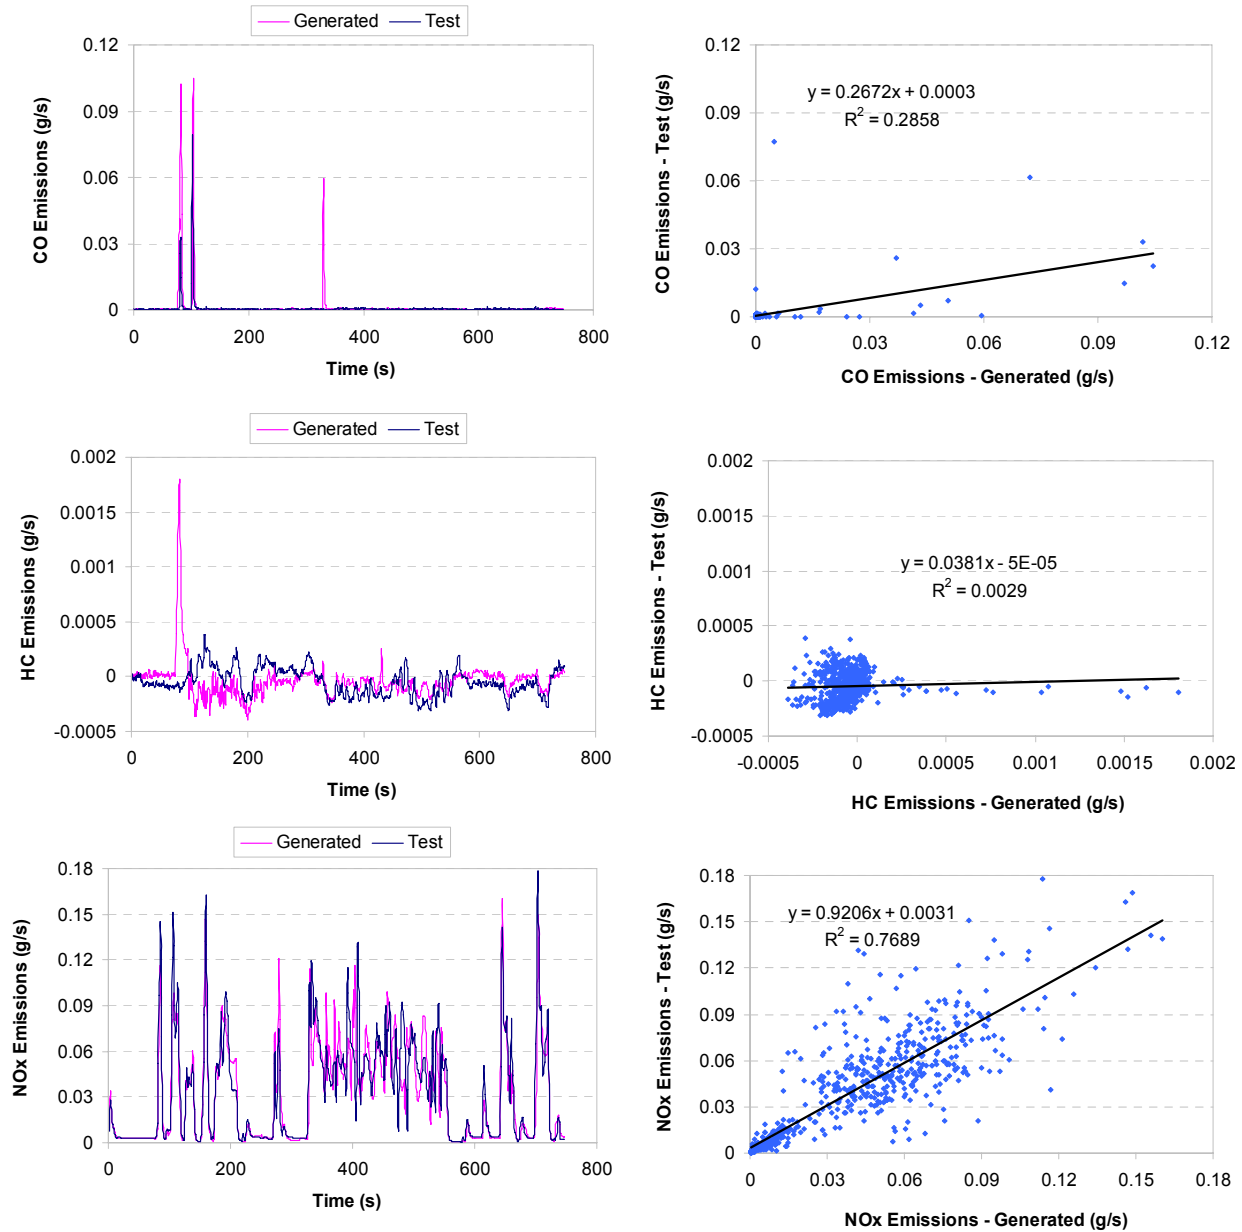 Generated Test
0.12
0.09
0.06
0.03
0
CO Emissions (g/s)
0 200 400 600 800
Time (s)
0.12
0.09
0.06
0.03
0
CO Emissions - Test (g/s)
y = 0.2672x + 0.0003
R² = 0.2858
0 0.03 0.06 0.09 0.12
CO Emissions - Generated (g/s)
Generated Test
0.002
0.0015
0.001
0.0005
0
-0.0005
HC Emissions (g/s)
0 200 400 600 800
Time (s)
0.002
0.0015
0.001
0.0005
0
-0.0005
HC Emissions - Test (g/s)
y = 0.0381x - 5E-05
R² = 0.0029
-0.0005 0 0.0005 0.001 0.0015 0.002
HC Emissions - Generated (g/s)
Generated Test
0.18
0.15
0.12
0.09
0.06
0.03
0
NOx Emissions (g/s)
0 200 400 600 800
Time (s)
0.18
0.15
0.12
0.09
0.06
0.03
0
NOx Emissions - Test (g/s)
y = 0.9206x + 0.0031
R² = 0.7689
0 0.03 0.06 0.09 0.12 0.15 0.18
NOx Emissions - Generated (g/s)